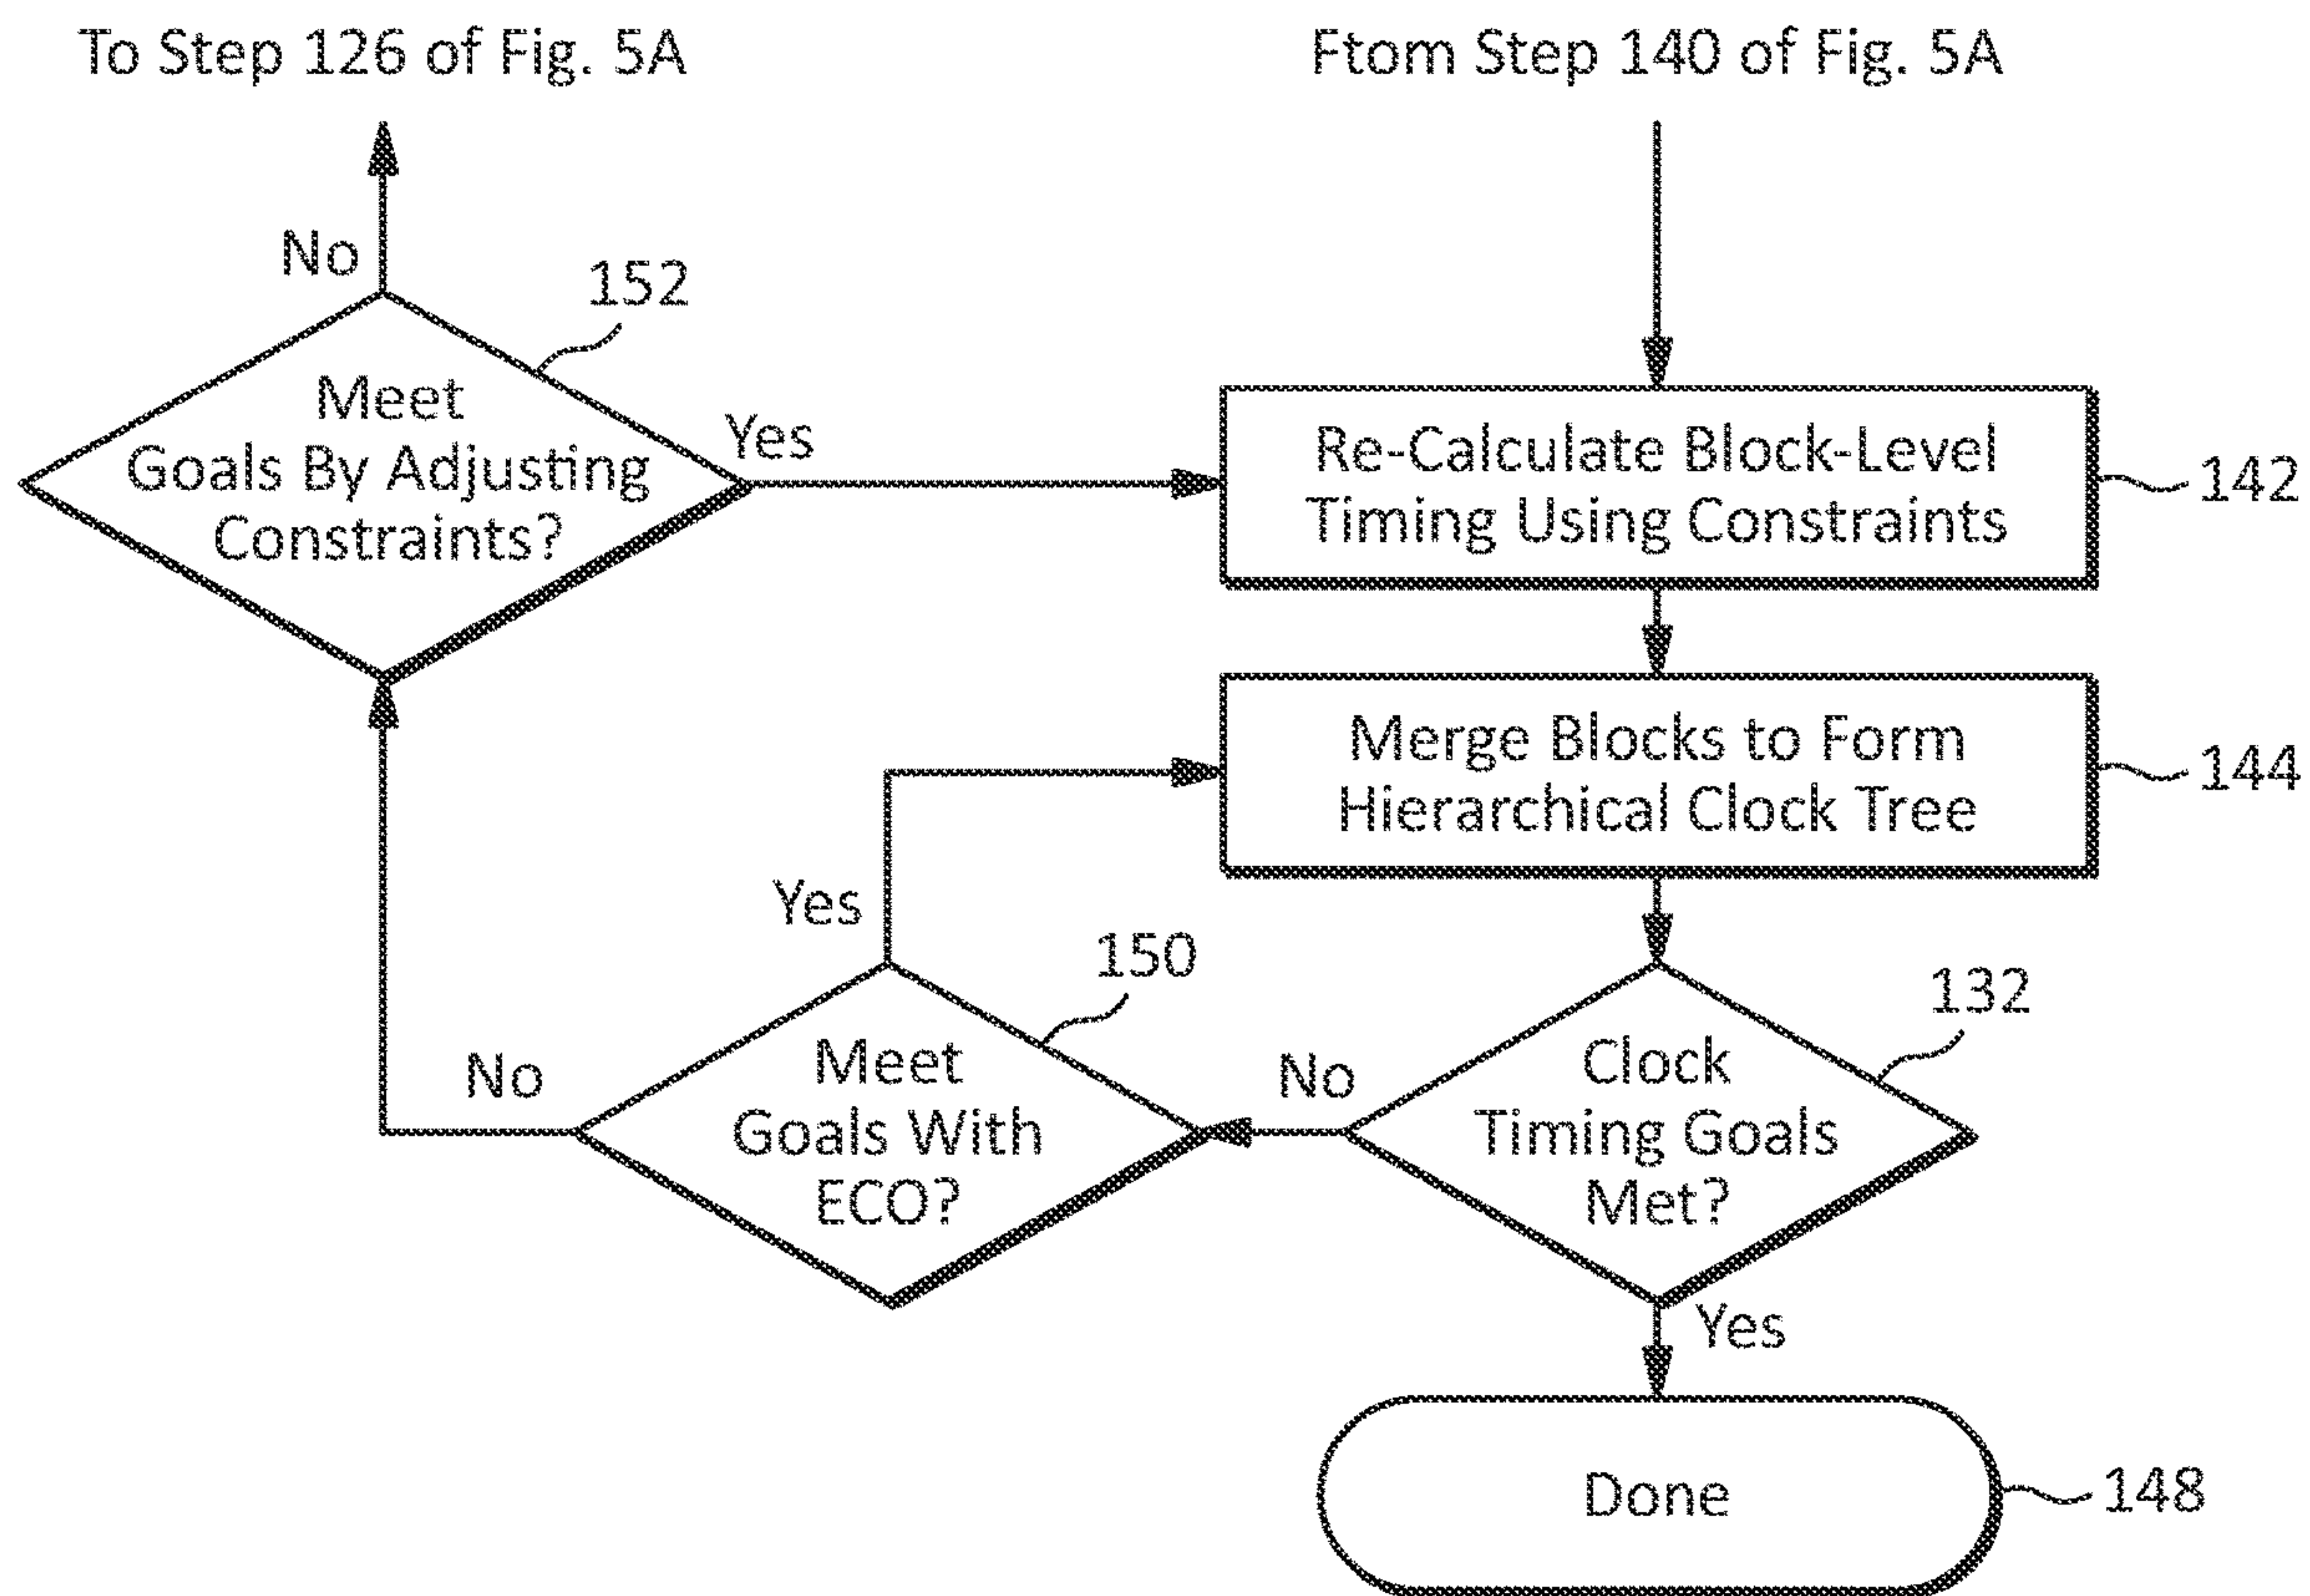 To Step 126 of Fig. 5A
Ftom Step 140 of Fig. 5A
No
152
Meet
Goals By Adjusting
Constraints?
Yes
Re-Calculate Block-Level
Timing Using Constraints
142
Merge Blocks to Form
Hierarchical Clock Tree
144
Yes
150
No
Meet
Goals With
ECO?
No
132
Clock
Timing Goals
Met?
Yes
Done
148